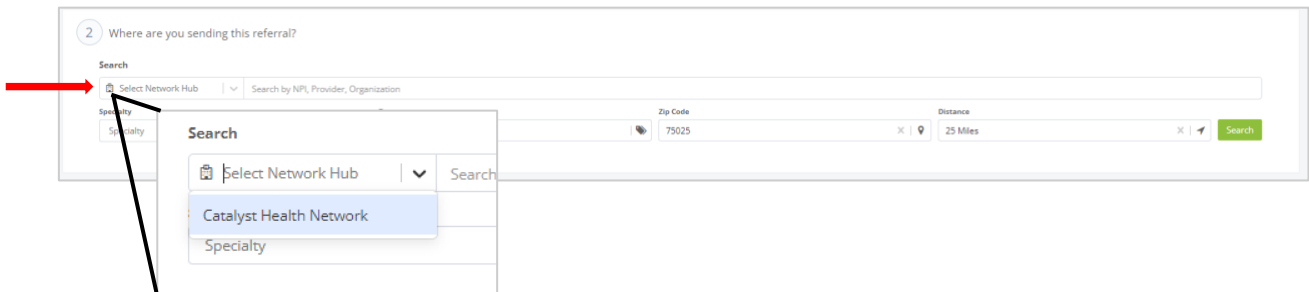 2 Where are you sending this referral?
Search
Select Network Hub Search by NPI, Provider, Organization
Specialty Zip Code Distance
Specialty 75025 25 Miles Search
Search
Select Network Hub Search
Catalyst Health Network
Specialty